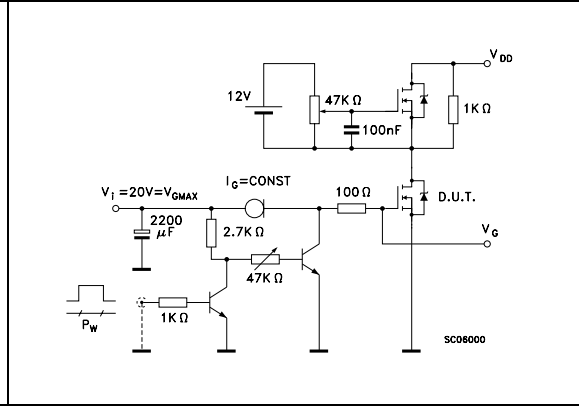 V DD
12V
47K Ω
1K Ω
100nF
I G =CONST
V i =20V=V GMAX
100 Ω
D.U.T.
2200
μF
2.7K Ω
V G
47K Ω
1K Ω
P W
SC06000